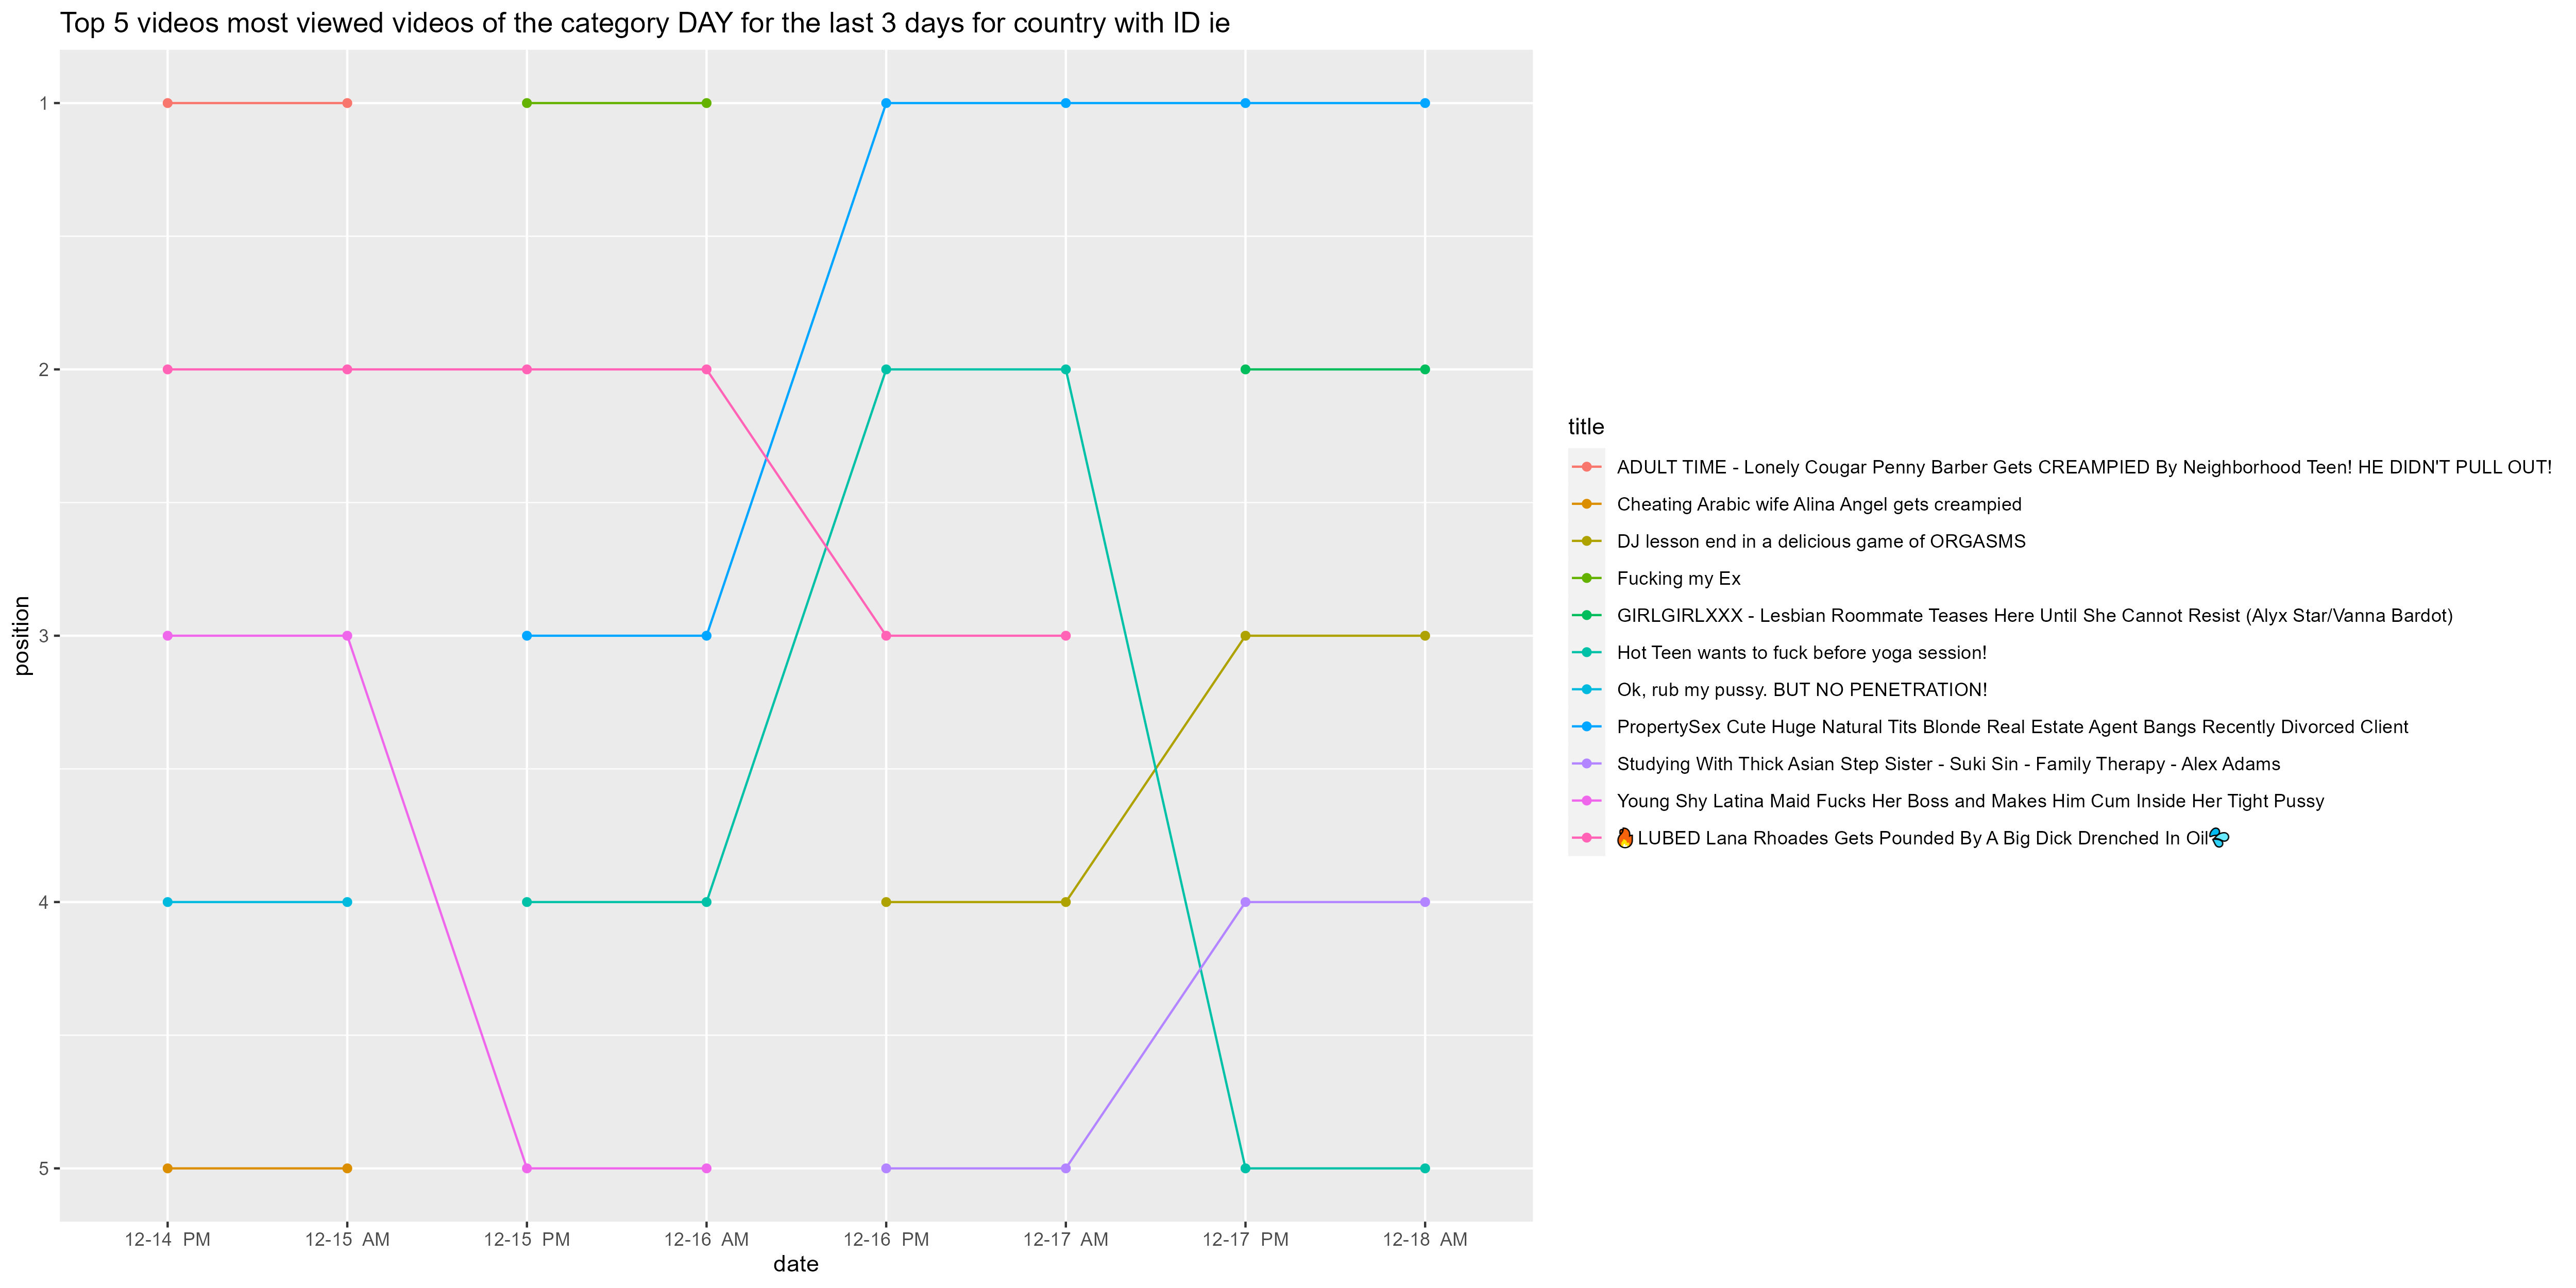 Top 5 videos most viewed videos of the category DAY for the last 3 days for country with ID ie
position
1
2
3
4
5
12-14 PM
12-15 AM
12-15 PM
12-16 AM
12-16 PM
12-17 AM
12-17 PM
12-18 AM
date
title
ADULT TIME - Lonely Cougar Penny Barber Gets CREAMPIED By Neighborhood Teen! HE DIDN'T PULL OUT!
Cheating Arabic wife Alina Angel gets creampied
DJ lesson end in a delicious game of ORGASMS
Fucking my Ex
GIRLGIRLXXX - Lesbian Roommate Teases Here Until She Cannot Resist (Alyx Star/Vanna Bardot)
Hot Teen wants to fuck before yoga session!
Ok, rub my pussy. BUT NO PENETRATION!
PropertySex Cute Huge Natural Tits Blonde Real Estate Agent Bangs Recently Divorced Client
Studying With Thick Asian Step Sister - Suki Sin - Family Therapy - Alex Adams
Young Shy Latina Maid Fucks Her Boss and Makes Him Cum Inside Her Tight Pussy
🔥LUBED Lana Rhoades Gets Pounded By A Big Dick Drenched In Oil💦